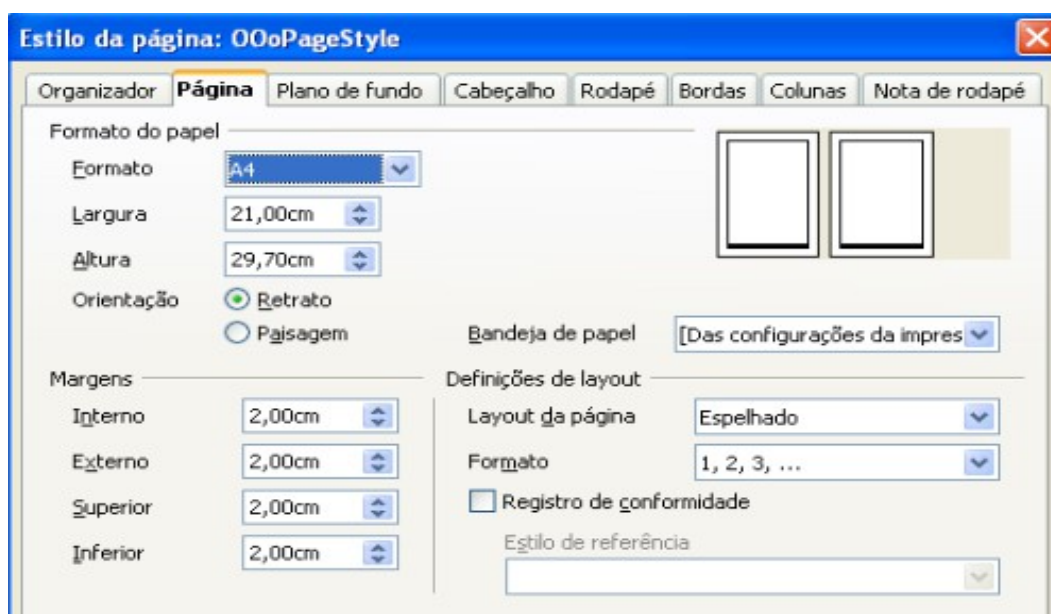 Estilo da página: OOoPageStyle
Organizador Página Plano de fundo Cabeçalho Rodapé Bordas Colunas Nota de rodapé
Formato do papel
Formato A4
Largura 21,00cm
Altura 29,70cm
Orientação Retrato
Paisagem Bandeja de papel [Das configurações da impres
Margens Definições de layout
Interno 2,00cm Layout da página Espelhado
Externo 2,00cm Formato 1, 2, 3, ...
Superior 2,00cm Registro de conformidade
Inferior 2,00cm Estilo de referência